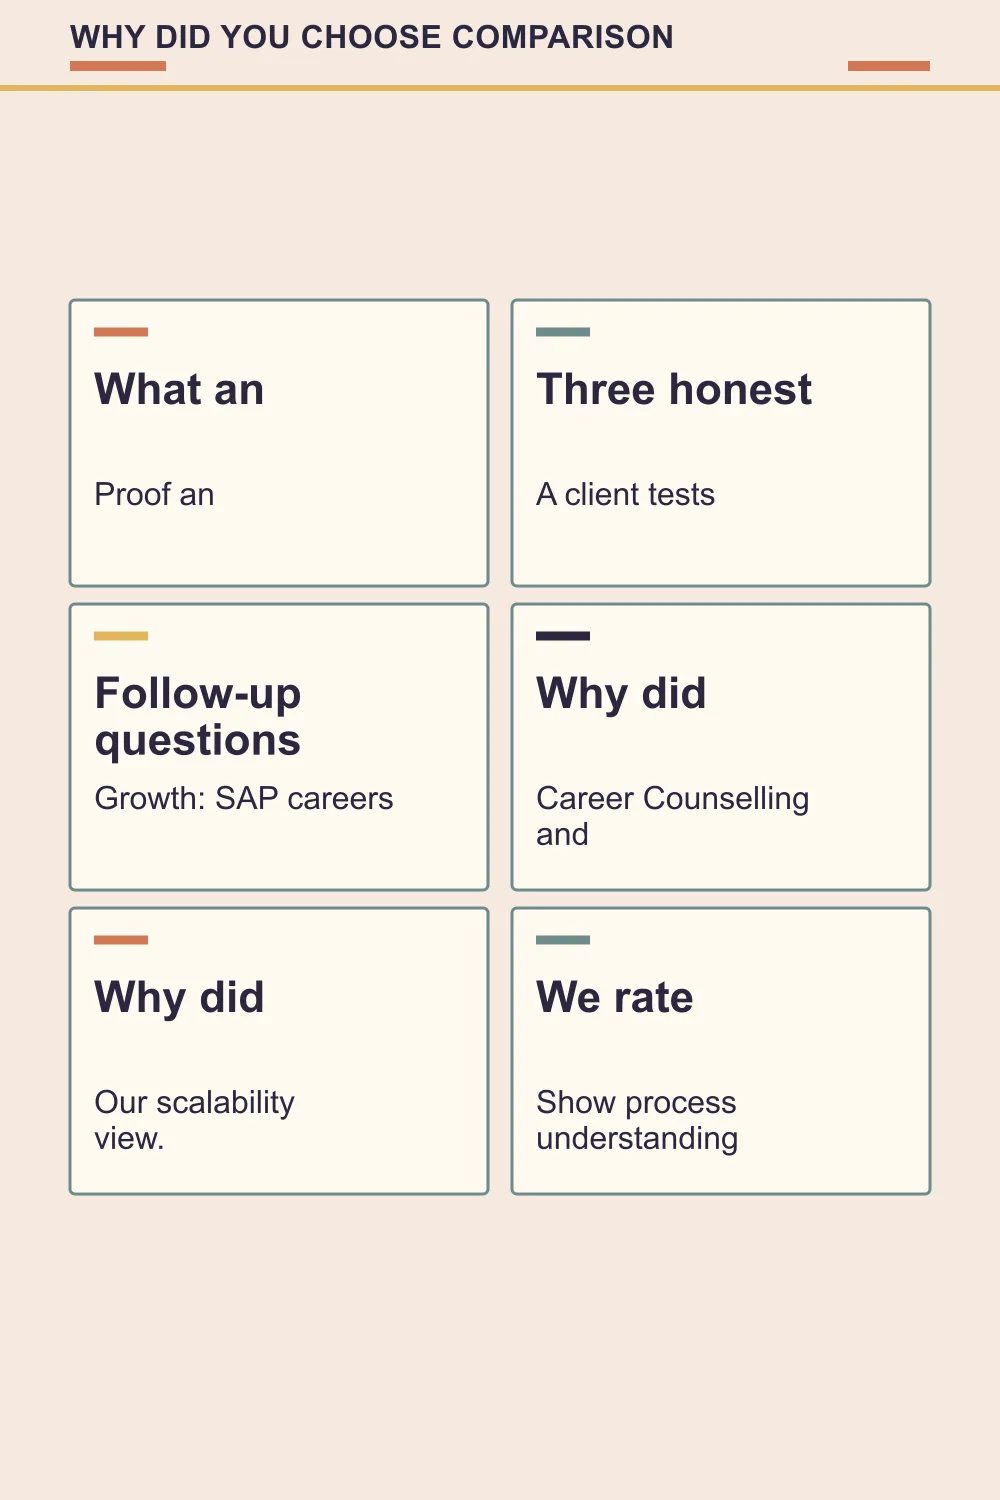 WHY DID YOU CHOOSE COMPARISON
What an
Proof an
Three honest
A client tests
Follow-up
questions
Growth: SAP careers
Why did
Career Counselling
and
Why did
Our scalability
view.
We rate
Show process
understanding